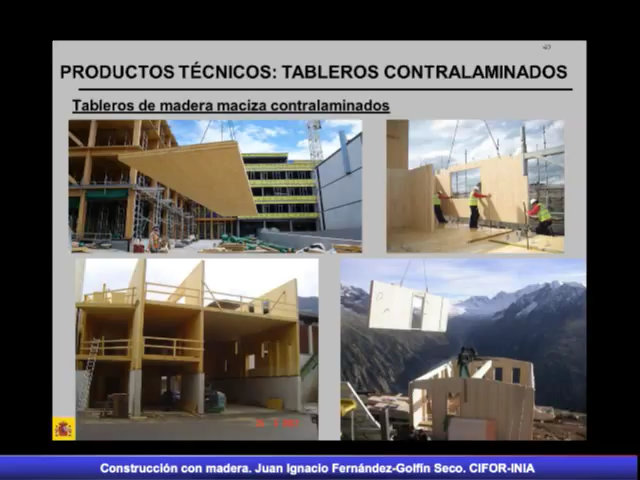 PRODUCTOS TÉCNICOS: TABLEROS CONTRALAMINADOS
Tableros de madera maciza contralaminados
Construcción con madera. Juan Ignacio Fernández-Golfín Seco. CIFOR-INIA